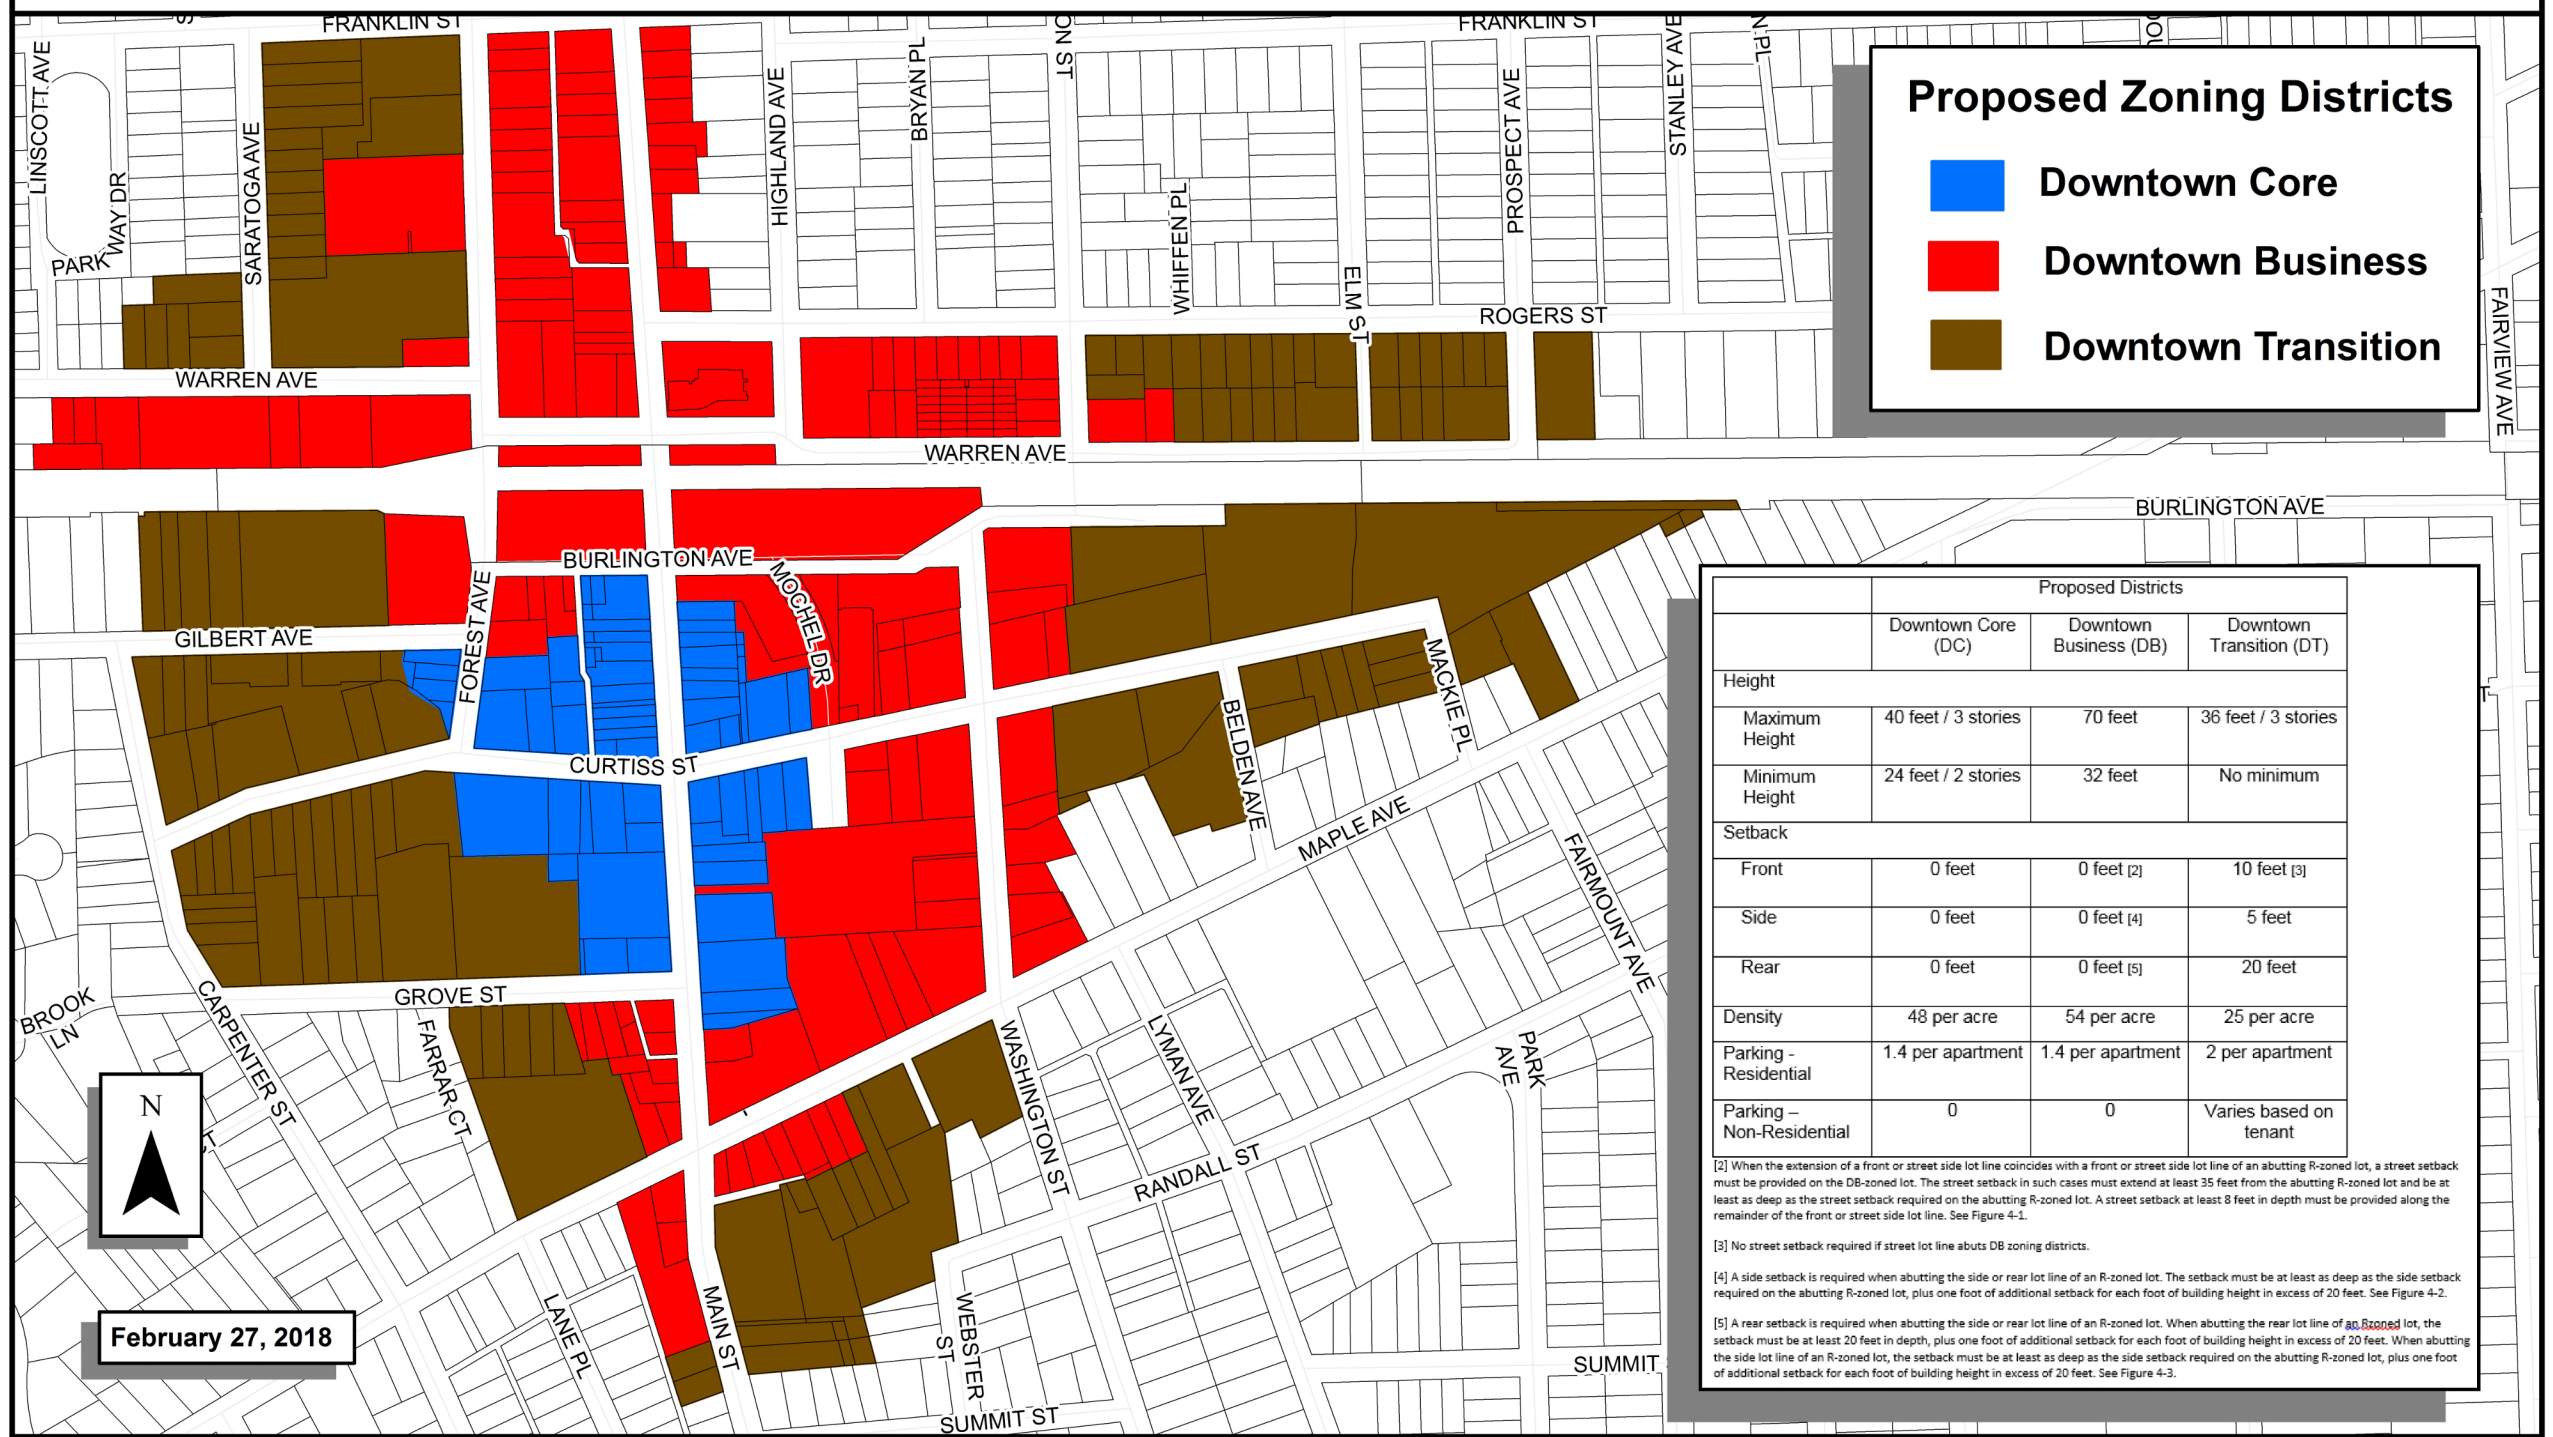 FRANKLIN ST
FRANKLIN ST
LINSCOTT AVE
WAY DR
PARK
SARATOGA AVE
HIGHLAND AVE
BRYAN PL
ON ST
WHIFFEN PL
ELM ST
PROSPECT AVE
STANLEY AVE
N PL
FAIRVIEW AVE
ROGERS ST
WARREN AVE
WARREN AVE
BURLINGTON AVE
BURLINGTON AVE
MOCHEL DR
FOREST AVE
GILBERT AVE
CURTISS ST
BELDEN AVE
MACKIE PL
MAPLE AVE
FAIRMOUNT AVE
GROVE ST
BROOK
LN
CARPENTER ST
FARRAR CT
CT
WASHINGTON ST
LYMAN AVE
RANDALL ST
PARK
AVE
LANE PL
MAIN ST
WEBSTER
ST
SUMMIT ST
SUMMIT
N
February 27, 2018
Proposed Zoning Districts
Downtown Core
Downtown Business
Downtown Transition
Proposed Districts
Downtown Core (DC) Downtown Business (DB) Downtown Transition (DT)
Height
Maximum Height 40 feet / 3 stories 70 feet 36 feet / 3 stories
Minimum Height 24 feet / 2 stories 32 feet No minimum
Setback
Front 0 feet 0 feet [2] 10 feet [3]
Side 0 feet 0 feet [4] 5 feet
Rear 0 feet 0 feet [5] 20 feet
Density 48 per acre 54 per acre 25 per acre
Parking - Residential 1.4 per apartment 1.4 per apartment 2 per apartment
Parking – Non-Residential 0 0 Varies based on tenant
[2] When the extension of a front or street side lot line coincides with a front or street side lot line of an abutting R-zoned lot, a street setback
must be provided on the DB-zoned lot. The street setback in such cases must extend at least 35 feet from the abutting R-zoned lot and be at
least as deep as the street setback required on the abutting R-zoned lot. A street setback at least 8 feet in depth must be provided along the
remainder of the front or street side lot line. See Figure 4-1.
[3] No street setback required if street lot line abuts DB zoning districts.
[4] A side setback is required when abutting the side or rear lot line of an R-zoned lot. The setback must be at least as deep as the side setback
required on the abutting R-zoned lot, plus one foot of additional setback for each foot of building height in excess of 20 feet. See Figure 4-2.
[5] A rear setback is required when abutting the side or rear lot line of an R-zoned lot. When abutting the rear lot line of an Rzoned lot, the
setback must be at least 20 feet in depth, plus one foot of additional setback for each foot of building height in excess of 20 feet. When abutting
the side lot line of an R-zoned lot, the setback must be at least as deep as the side setback required on the abutting R-zoned lot, plus one foot
of additional setback for each foot of building height in excess of 20 feet. See Figure 4-3.